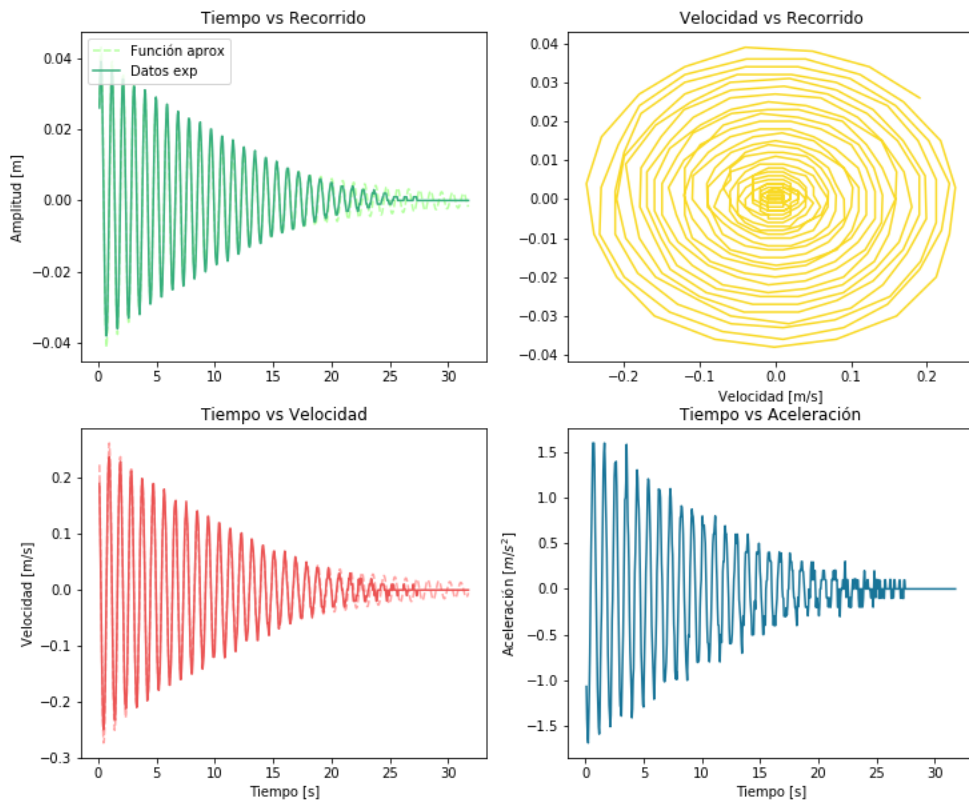 Tiempo vs Recorrido
Función aprox
Datos exp
Amplitud [m]
0.04
0.02
0.00
−0.02
−0.04
0 5 10 15 20 25 30
Velocidad vs Recorrido
0.04
0.03
0.02
0.01
0.00
−0.01
−0.02
−0.03
−0.04
−0.2 −0.1 0.0 0.1 0.2
Velocidad [m/s]
Tiempo vs Velocidad
Velocidad [m/s]
0.2
0.1
0.0
−0.1
−0.2
−0.3
0 5 10 15 20 25 30
Tiempo [s]
Tiempo vs Aceleración
Aceleración [m/s²]
1.5
1.0
0.5
0.0
−0.5
−1.0
−1.5
0 5 10 15 20 25 30
Tiempo [s]